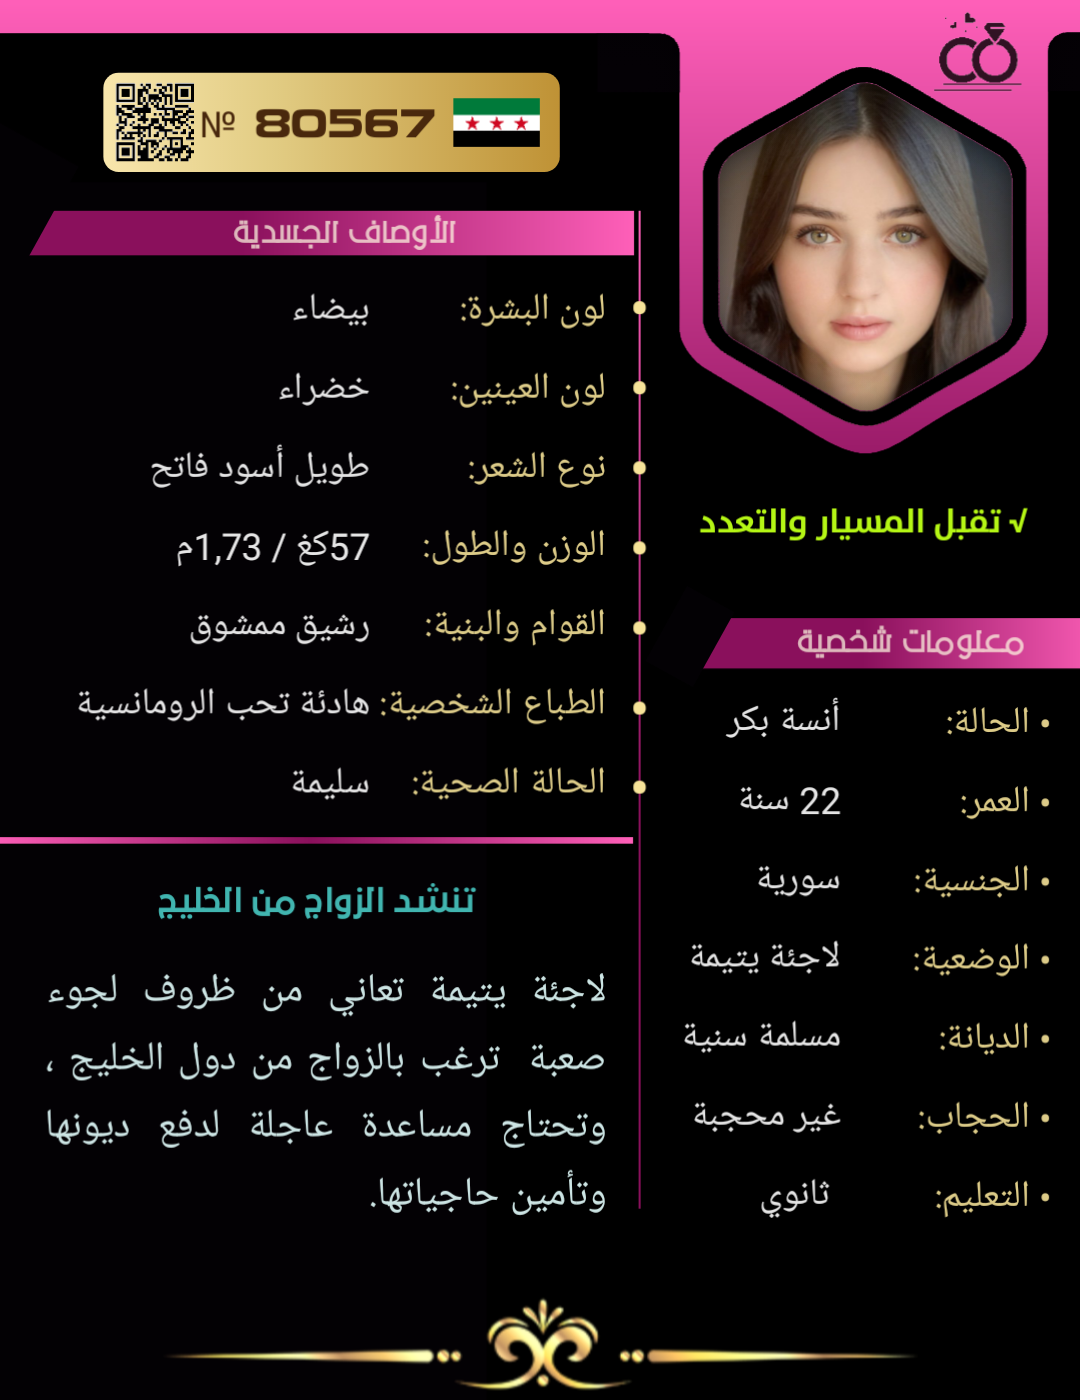 № 80567
√ تقبل المسيار والتعدد
معلومات شخصية
• الحالة: أنسة بكر
• العمر: 22 سنة
• الجنسية: سورية
• الوضعية: لاجئة يتيمة
• الديانة: مسلمة سنية
• الحجاب: غير محجبة
• التعليم: ثانوي
الأوصاف الجسدية
لون البشرة: بيضاء
لون العينين: خضراء
نوع الشعر: طويل أسود فاتح
الوزن والطول: 57كغ / 1,73م
القوام والبنية: رشيق ممشوق
الطباع الشخصية: هادئة تحب الرومانسية
الحالة الصحية: سليمة
تنشد الزواج من الخليج
لاجئة يتيمة تعاني من ظروف لجوء
صعبة ترغب بالزواج من دول الخليج ،
وتحتاج مساعدة عاجلة لدفع ديونها
وتأمين حاجياتها.